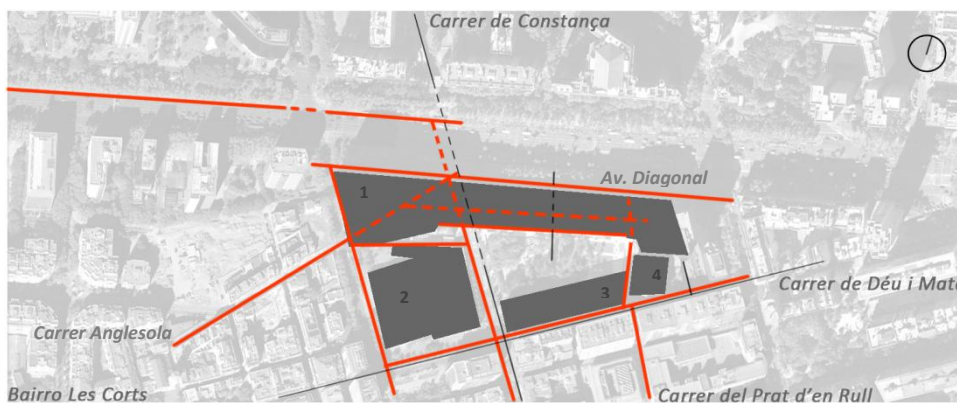 Carrer de Constança
1
Av. Diagonal
2
3
4
Carrer de Déu i Mata
Carrer Anglesola
Bairro Les Corts
Carrer del Prat d'en Rull